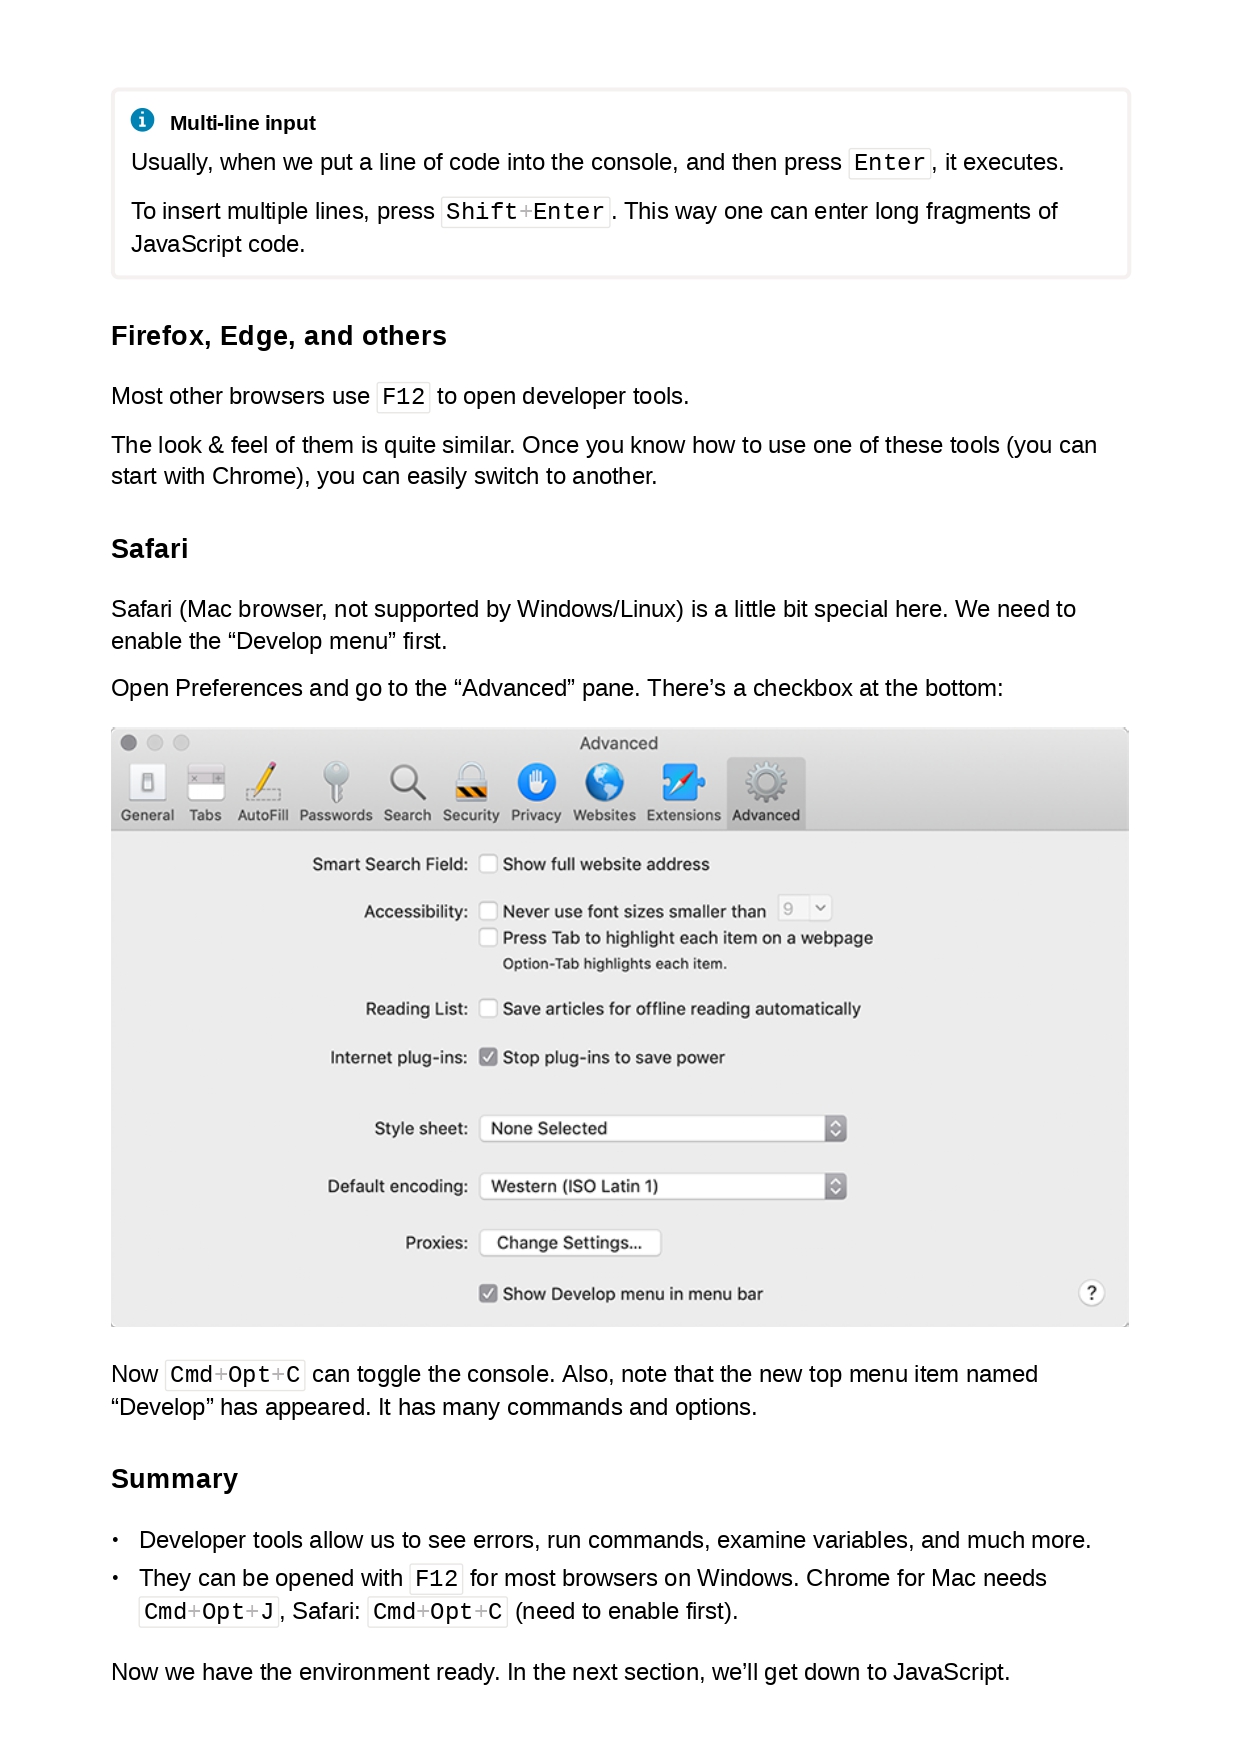 Multi-line input
Usually, when we put a line of code into the console, and then press Enter, it executes.
To insert multiple lines, press Shift+Enter. This way one can enter long fragments of
JavaScript code.
Firefox, Edge, and others
Most other browsers use F12 to open developer tools.
The look & feel of them is quite similar. Once you know how to use one of these tools (you can
start with Chrome), you can easily switch to another.
Safari
Safari (Mac browser, not supported by Windows/Linux) is a little bit special here. We need to
enable the “Develop menu” first.
Open Preferences and go to the “Advanced” pane. There’s a checkbox at the bottom:
Advanced
General Tabs AutoFill Passwords Search Security Privacy Websites Extensions Advanced
Smart Search Field: Show full website address
Accessibility: Never use font sizes smaller than 9
Press Tab to highlight each item on a webpage
Option-Tab highlights each item.
Reading List: Save articles for offline reading automatically
Internet plug-ins: Stop plug-ins to save power
Style sheet: None Selected
Default encoding: Western (ISO Latin 1)
Proxies: Change Settings...
Show Develop menu in menu bar ?
Now Cmd+Opt+C can toggle the console. Also, note that the new top menu item named
“Develop” has appeared. It has many commands and options.
Summary
• Developer tools allow us to see errors, run commands, examine variables, and much more.
• They can be opened with F12 for most browsers on Windows. Chrome for Mac needs
Cmd+Opt+J, Safari: Cmd+Opt+C (need to enable first).
Now we have the environment ready. In the next section, we’ll get down to JavaScript.